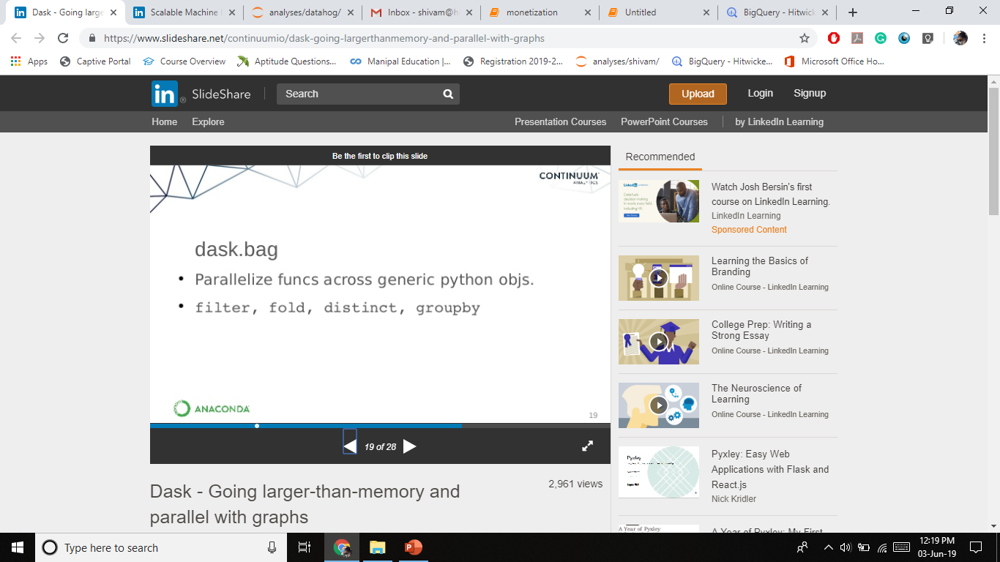 Dask - Going large
Scalable Machine
analyses/datahog/
Inbox - shivam@h
monetization
Untitled
BigQuery - Hitwick
https://www.slideshare.net/continuumio/dask-going-largerthanmemory-and-parallel-with-graphs
Apps
Captive Portal
Course Overview
Aptitude Questions...
Manipal Education |...
Registration 2019-2...
analyses/shivam/
BigQuery - Hitwicke...
Microsoft Office Ho...
in SlideShare
Search
Upload
Login
Signup
Home
Explore
Presentation Courses
PowerPoint Courses
by LinkedIn Learning
Be the first to clip this slide
CONTINUUM
ANALYTICS
dask.bag
• Parallelize funcs across generic python objs.
• filter, fold, distinct, groupby
ANACONDA
19
19 of 28
Dask - Going larger-than-memory and
parallel with graphs
2,961 views
Recommended
Watch Josh Bersin's first
course on LinkedIn Learning.
LinkedIn Learning
Sponsored Content
Learning the Basics of
Branding
Online Course - LinkedIn Learning
College Prep: Writing a
Strong Essay
Online Course - LinkedIn Learning
The Neuroscience of
Learning
Online Course - LinkedIn Learning
Pyxley
Pyxley: Easy Web
Applications with Flask and
React.js
Nick Kridler
A Year of Pyxley
A Year of Pyxley: My First
Type here to search
12:19 PM
03-Jun-19